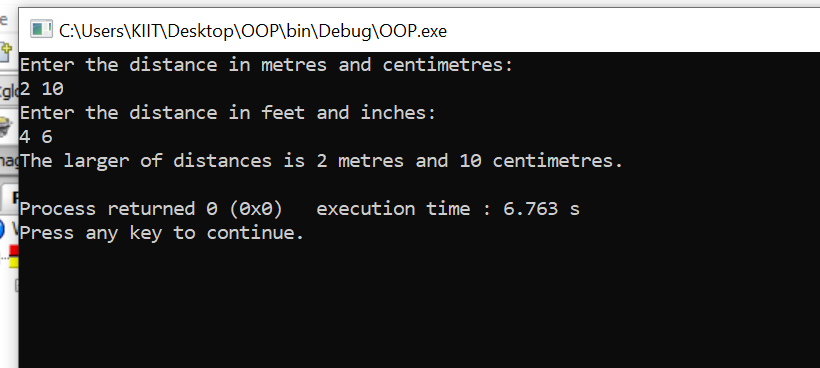 C:\Users\KIIT\Desktop\OOP\bin\Debug\OOP.exe
Enter the distance in metres and centimetres:
2 10
Enter the distance in feet and inches:
4 6
The larger of distances is 2 metres and 10 centimetres.
Process returned 0 (0x0)   execution time : 6.763 s
Press any key to continue.